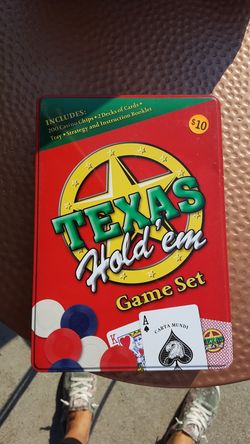 INCLUDES:
200 Casino Chips • 2 Decks of Cards •
Tray • Strategy and Instruction Booklet
$10
TEXAS
Hold 'em
Game Set
K
A
CARTA MUNDI
TEXAS